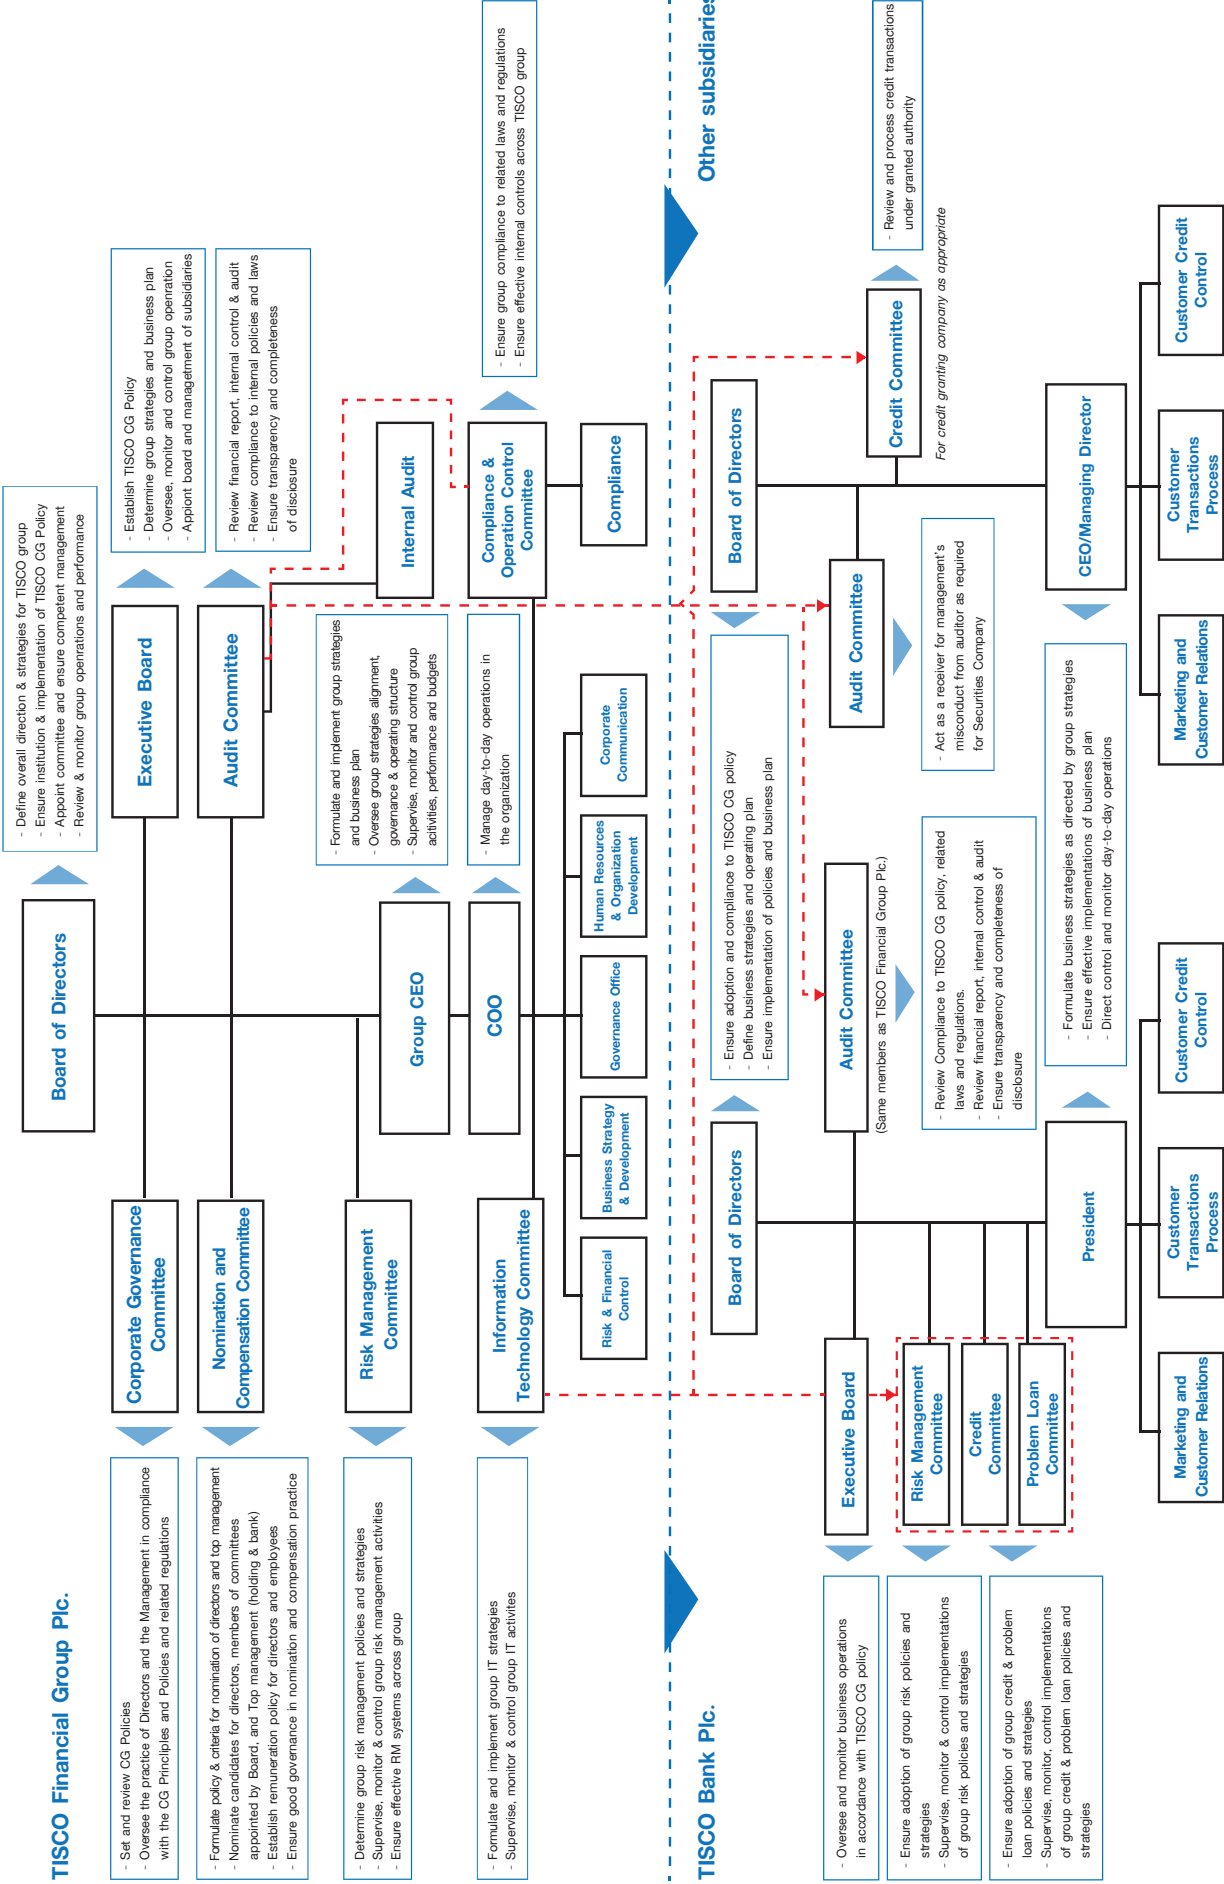 TISCO Financial Group Plc.
Board of Directors
- Define overall direction & strategies for TISCO group
- Ensure institution & implementation of TISCO CG Policy
- Appoint committee and ensure competent management
- Review & monitor group operations and performance
- Set and review CG Policies
- Oversee the practice of Directors and the Management in compliance
with the CG Principles and Policies and related regulations
Corporate Governance
Committee
Executive Board
- Establish TISCO CG Policy
- Determine group strategies and business plan
- Oversee, monitor and control group openration
- Appiont board and managetment of subsidiaries
- Formulate policy & criteria for nomination of directors and top management
- Nominate candidates for directors, members of committees
appointed by Board, and Top management (holding & bank)
- Establish remuneration policy for directors and employees
- Ensure good governance in nomination and compensation practice
Nomination and
Compensation Committee
Audit Committee
- Review financial report, internal control & audit
- Review compliance to internal policies and laws
- Ensure transparency and completeness
of disclosure
- Determine group risk management policies and strategies
- Supervise, monitor & control group risk management activities
- Ensure effective RM systems across group
Risk Management
Committee
Group CEO
- Formulate and implement group strategies
and business plan
- Oversee group strategies alignment,
governance & operating structure
- Supervise, monitor and control group
acitivities, performance and budgets
Internal Audit
- Formulate and implement group IT strategies
- Supervise, monitor & control group IT activites
Information
Technology Committee
COO
- Manage day-to-day operations in
the organization
Compliance &
Operation Control
Committee
- Ensure group compliance to related laws and regulations
- Ensure effective internal controls across TISCO group
Risk & Financial
Control
Business Strategy
& Development
Governance Office
Human Resources
& Organization
Development
Corporate
Communication
Compliance
TISCO Bank Plc.
Other subsidiaries
Board of Directors
- Ensure adoption and compliance to TISCO CG policy
- Define business strategies and operating plan
- Ensure implementation of policies and business plan
Board of Directors
- Oversee and monitor business operations
in accordance with TISCO CG policy
Executive Board
Audit Committee
(Same members as TISCO Financial Group Plc.)
Audit Committee
Credit Committee
For credit granting company as appropriate
- Review and process credit transactions
under granted authority
- Ensure adoption of group risk policies and
strategies
- Supervise, monitor & control implementations
of group risk policies and strategies
Risk Management
Committee
- Review Compliance to TISCO CG policy, related
laws and regulations.
- Review financial report, internal control & audit
- Ensure transparency and completeness of
disclosure
- Act as a receiver for management's
misconduct from auditor as required
for Securities Company
Credit
Committee
- Ensure adoption of group credit & problem
loan policies and strategies
- Supervise, monitor, control implementations
of group credit & problem loan policies and
strategies
Problem Loan
Committee
President
- Formulate business strategies as directed by group strategies
- Ensure effective implementations of business plan
- Direct control and monitor day-to-day operations
CEO/Managing Director
Marketing and
Customer Relations
Customer
Transactions
Process
Customer Credit
Control
Marketing and
Customer Relations
Customer
Transactions
Process
Customer Credit
Control